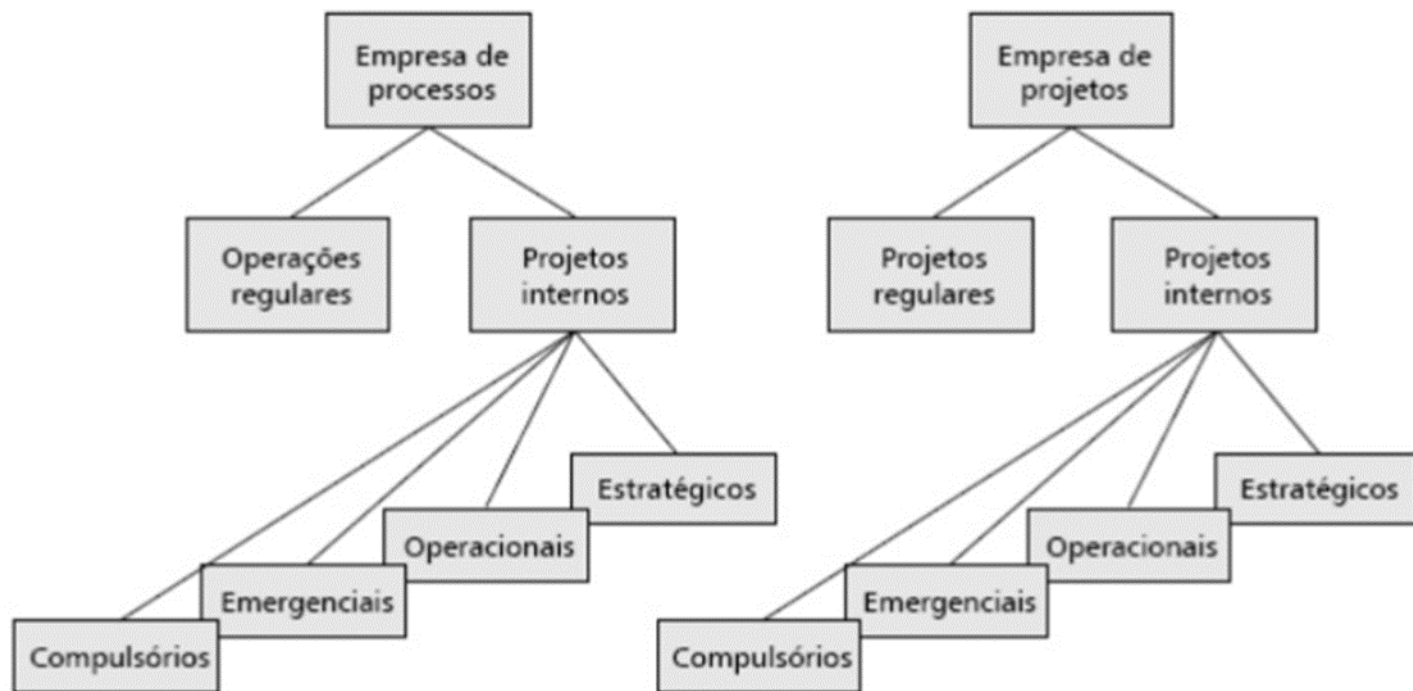 Empresa de
processos
Operações
regulares
Projetos
internos
Estratégicos
Operacionais
Emergenciais
Compulsórios
Empresa de
projetos
Projetos
regulares
Projetos
internos
Estratégicos
Operacionais
Emergenciais
Compulsórios